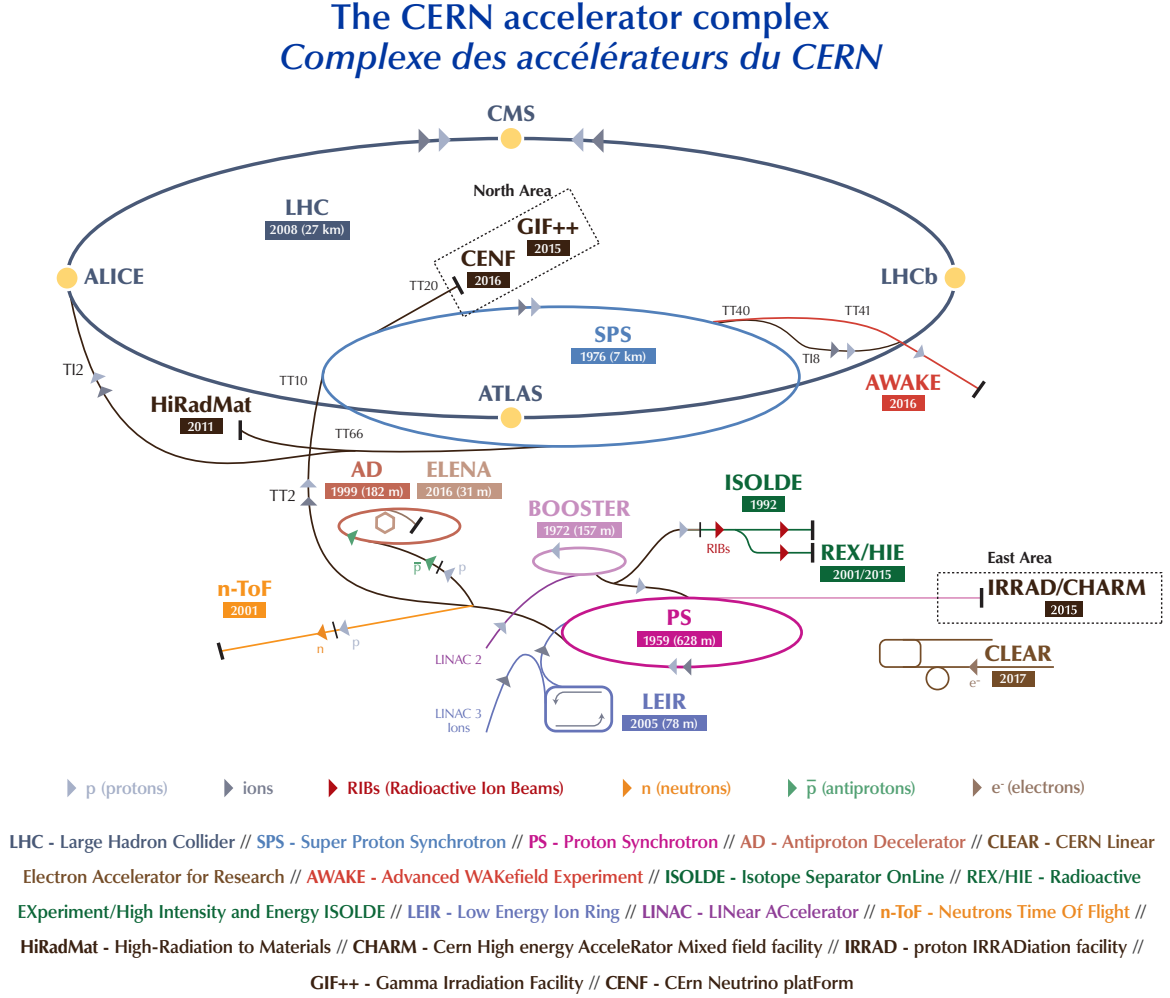 The CERN accelerator complex
Complexe des accélérateurs du CERN
CMS
North Area
LHC
2008 (27 km)
GIF++
2015
CENF
2016
ALICE
LHCb
TT20
TT40
TT41
SPS
1976 (7 km)
TI8
TI2
TT10
AWAKE
2016
ATLAS
HiRadMat
2011
TT66
AD
1999 (182 m)
ELENA
2016 (31 m)
TT2
ISOLDE
1992
BOOSTER
1972 (157 m)
RIBs
REX/HIE
2001/2015
East Area
p̅
p
IRRAD/CHARM
2015
n-ToF
2001
PS
1959 (628 m)
n
p
LINAC 2
CLEAR
2017
e-
LEIR
2005 (78 m)
LINAC 3
Ions
p (protons)
ions
RIBs (Radioactive Ion Beams)
n (neutrons)
p̅ (antiprotons)
e- (electrons)
LHC - Large Hadron Collider // SPS - Super Proton Synchrotron // PS - Proton Synchrotron // AD - Antiproton Decelerator // CLEAR - CERN Linear
Electron Accelerator for Research // AWAKE - Advanced WAKefield Experiment // ISOLDE - Isotope Separator OnLine // REX/HIE - Radioactive
EXperiment/High Intensity and Energy ISOLDE // LEIR - Low Energy Ion Ring // LINAC - LINear ACcelerator // n-ToF - Neutrons Time Of Flight //
HiRadMat - High-Radiation to Materials // CHARM - Cern High energy AcceleRator Mixed field facility // IRRAD - proton IRRADiation facility //
GIF++ - Gamma Irradiation Facility // CENF - CErn Neutrino platForm